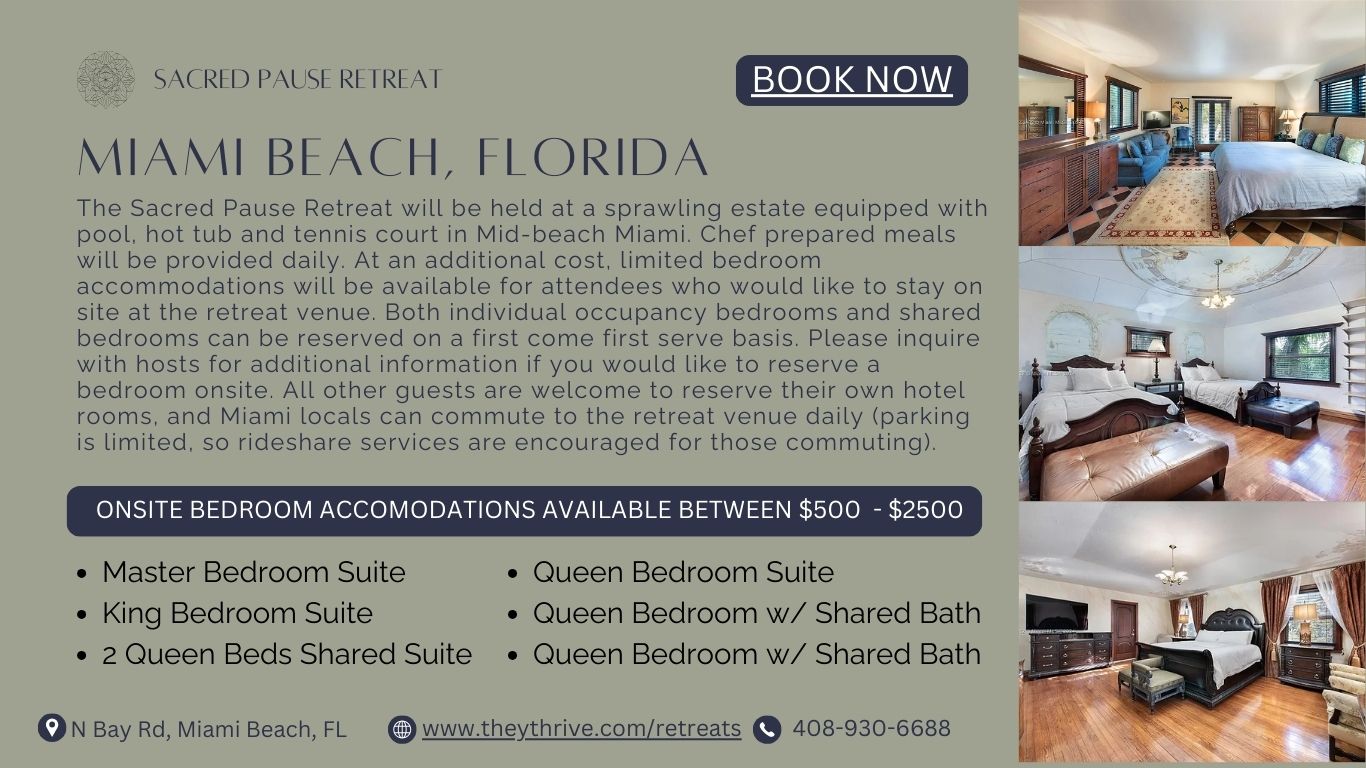 SACRED PAUSE RETREAT
BOOK NOW
MIAMI BEACH, FLORIDA
The Sacred Pause Retreat will be held at a sprawling estate equipped with
pool, hot tub and tennis court in Mid-beach Miami. Chef prepared meals
will be provided daily. At an additional cost, limited bedroom
accommodations will be available for attendees who would like to stay on
site at the retreat venue. Both individual occupancy bedrooms and shared
bedrooms can be reserved on a first come first serve basis. Please inquire
with hosts for additional information if you would like to reserve a
bedroom onsite. All other guests are welcome to reserve their own hotel
rooms, and Miami locals can commute to the retreat venue daily (parking
is limited, so rideshare services are encouraged for those commuting).
ONSITE BEDROOM ACCOMODATIONS AVAILABLE BETWEEN $500 - $2500
• Master Bedroom Suite
• King Bedroom Suite
• 2 Queen Beds Shared Suite
• Queen Bedroom Suite
• Queen Bedroom w/ Shared Bath
• Queen Bedroom w/ Shared Bath
N Bay Rd, Miami Beach, FL
www.theythrive.com/retreats
408-930-6688